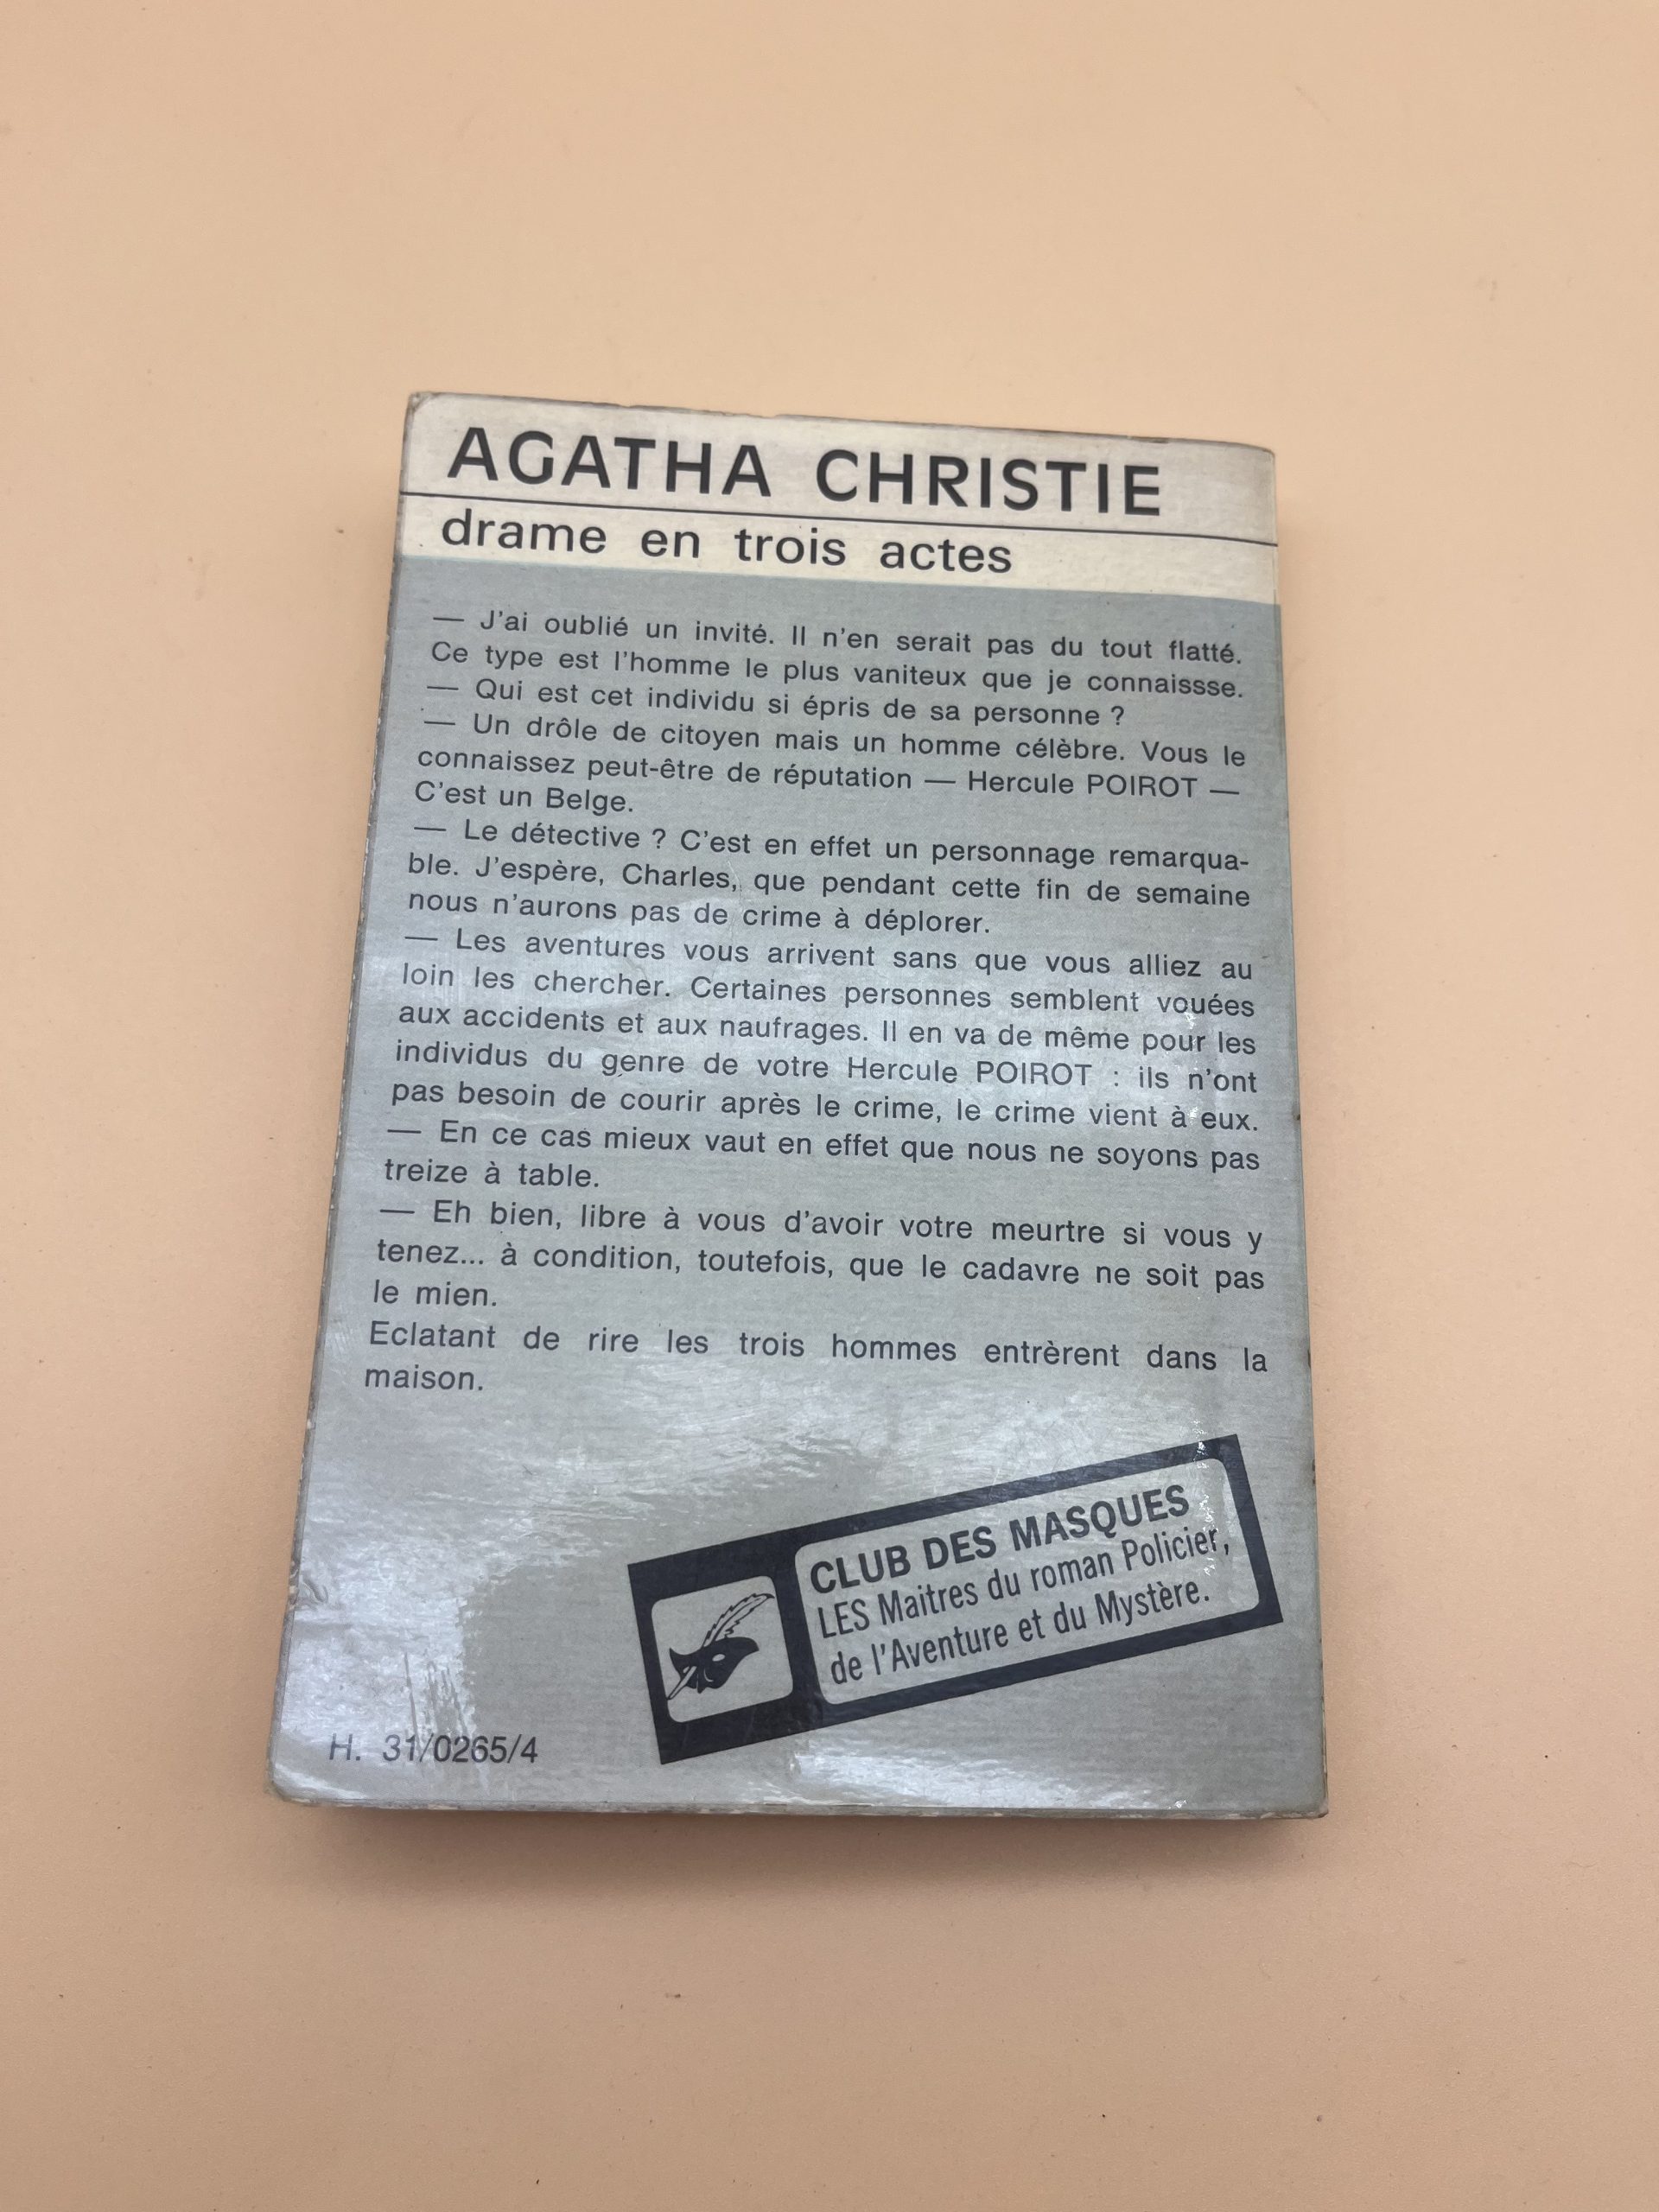 AGATHA CHRISTIE
drame en trois actes
— J'ai oublié un invité. Il n'en serait pas du tout flatté.
Ce type est l'homme le plus vaniteux que je connaissse.
— Qui est cet individu si épris de sa personne ?
— Un drôle de citoyen mais un homme célèbre. Vous le
connaissez peut-être de réputation — Hercule POIROT —
C'est un Belge.
— Le détective ? C'est en effet un personnage remarqua-
ble. J'espère, Charles, que pendant cette fin de semaine
nous n'aurons pas de crime à déplorer.
— Les aventures vous arrivent sans que vous alliez au
loin les chercher. Certaines personnes semblent vouées
aux accidents et aux naufrages. Il en va de même pour les
individus du genre de votre Hercule POIROT : ils n'ont
pas besoin de courir après le crime, le crime vient à eux.
— En ce cas mieux vaut en effet que nous ne soyons pas
treize à table.
— Eh bien, libre à vous d'avoir votre meurtre si vous y
tenez... à condition, toutefois, que le cadavre ne soit pas
le mien.
Eclatant de rire les trois hommes entrèrent dans la
maison.
CLUB DES MASQUES
LES Maitres du roman Policier,
de l'Aventure et du Mystère.
H. 31/0265/4